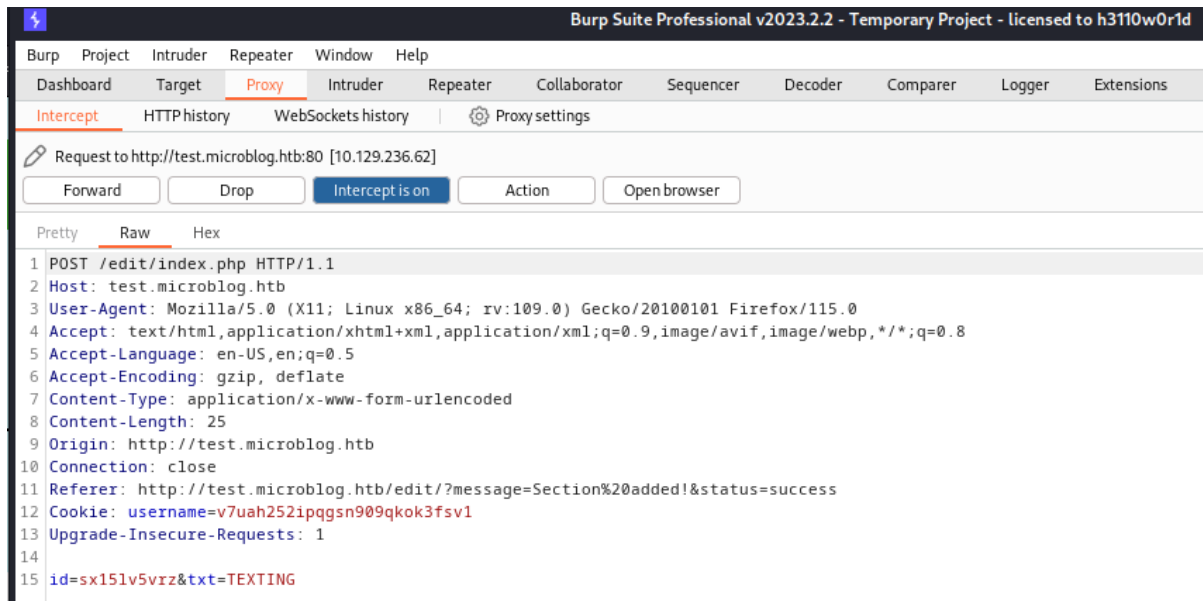 Burp Suite Professional v2023.2.2 - Temporary Project - licensed to h3110w0r1d
Burp Project Intruder Repeater Window Help
Dashboard Target Proxy Intruder Repeater Collaborator Sequencer Decoder Comparer Logger Extensions
Intercept HTTP history WebSockets history Proxy settings
Request to http://test.microblog.htb:80 [10.129.236.62]
Forward Drop Intercept is on Action Open browser
Pretty Raw Hex
1 POST /edit/index.php HTTP/1.1
2 Host: test.microblog.htb
3 User-Agent: Mozilla/5.0 (X11; Linux x86_64; rv:109.0) Gecko/20100101 Firefox/115.0
4 Accept: text/html,application/xhtml+xml,application/xml;q=0.9,image/avif,image/webp,*/*;q=0.8
5 Accept-Language: en-US,en;q=0.5
6 Accept-Encoding: gzip, deflate
7 Content-Type: application/x-www-form-urlencoded
8 Content-Length: 25
9 Origin: http://test.microblog.htb
10 Connection: close
11 Referer: http://test.microblog.htb/edit/?message=Section%20added!&status=success
12 Cookie: username=v7uah252ipqgsn909qkok3fsv1
13 Upgrade-Insecure-Requests: 1
14
15 id=sx15lv5vrz&txt=TEXTING